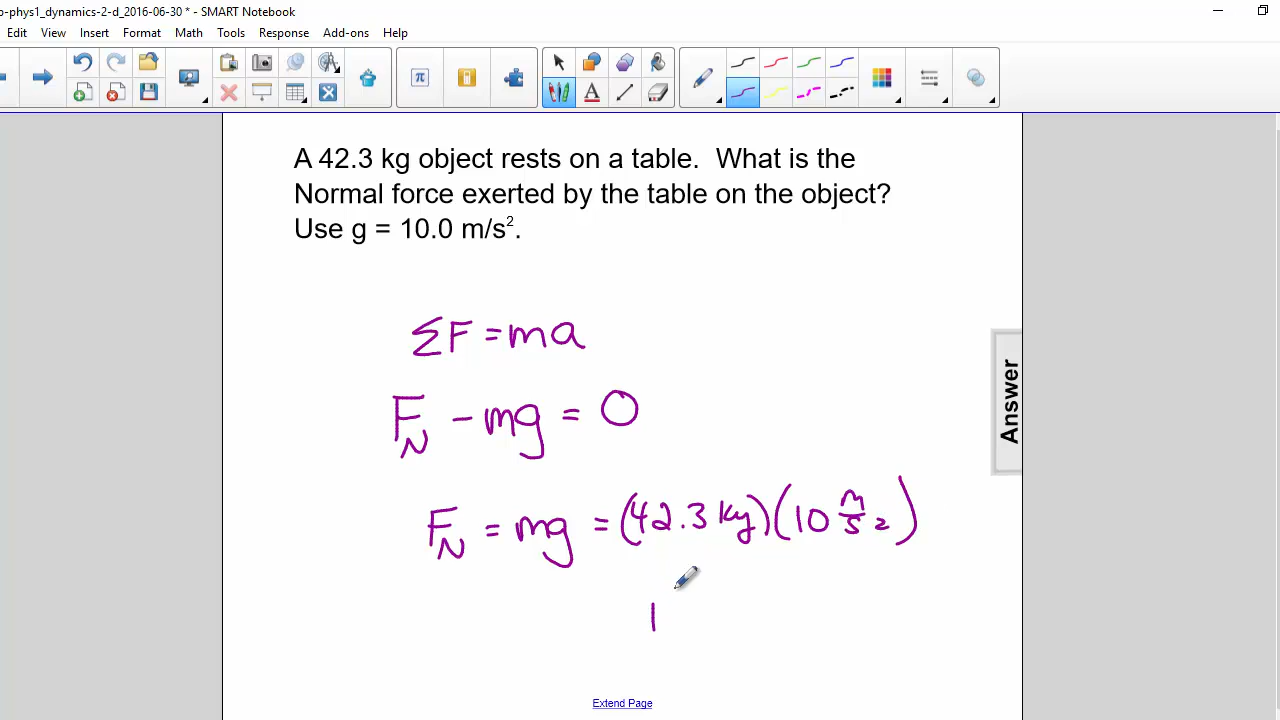 o-phys1_dynamics-2-d_2016-06-30 * - SMART Notebook
Edit View Insert Format Math Tools Response Add-ons Help
A 42.3 kg object rests on a table. What is the
Normal force exerted by the table on the object?
Use g = 10.0 m/s².
ΣF = ma
F_N - mg = 0
F_N = mg = (42.3 kg)(10 m/s²)
Answer
Extend Page